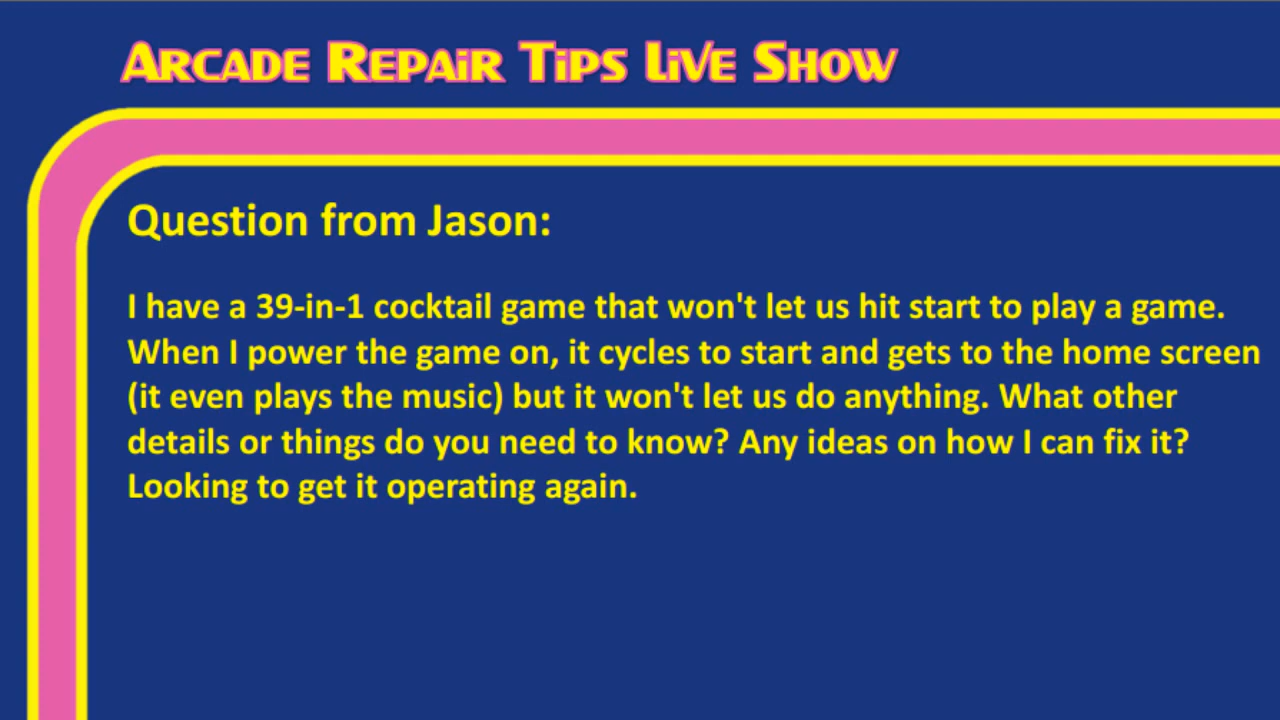 Arcade Repair Tips Live Show
Question from Jason:
I have a 39-in-1 cocktail game that won't let us hit start to play a game.
When I power the game on, it cycles to start and gets to the home screen
(it even plays the music) but it won't let us do anything. What other
details or things do you need to know? Any ideas on how I can fix it?
Looking to get it operating again.